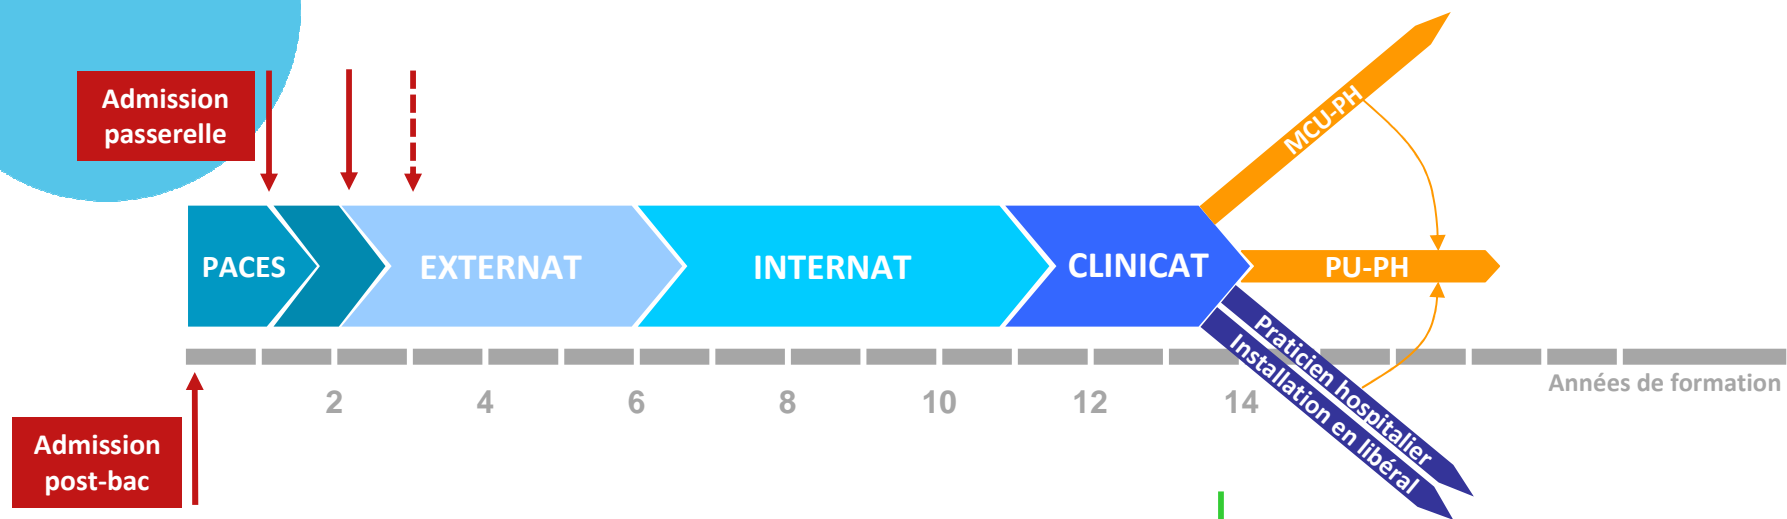 Admission
passerelle
MCU-PH
PACES
EXTERNAT
INTERNAT
CLINICAT
PU-PH
Praticien hospitalier
Installation en libéral
2
4
6
8
10
12
14
Années de formation
Admission
post-bac